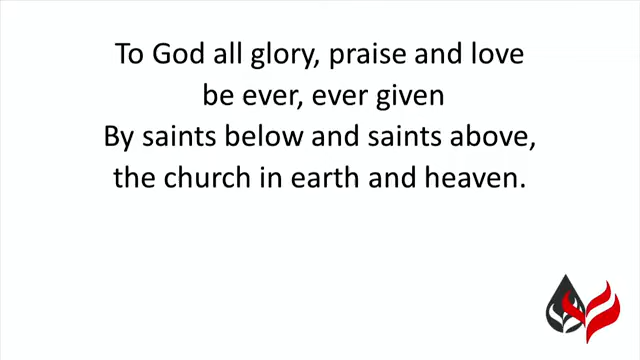 To God all glory, praise and love
be ever, ever given
By saints below and saints above,
the church in earth and heaven.